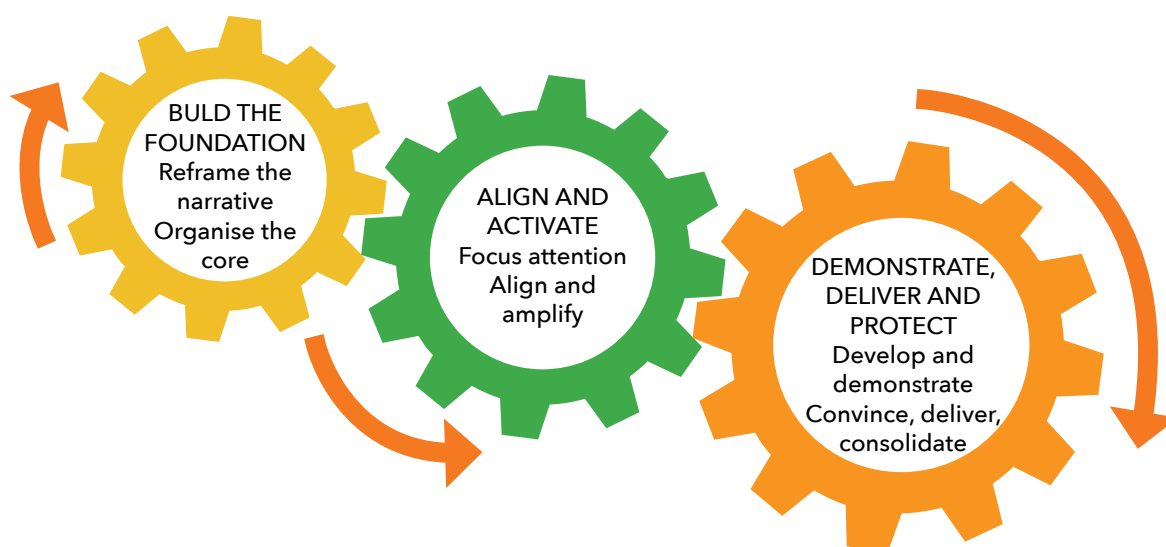 BULD THE
FOUNDATION
Reframe the
narrative
Organise the
core
ALIGN AND
ACTIVATE
Focus attention
Align and
amplify
DEMONSTRATE,
DELIVER AND
PROTECT
Develop and
demonstrate
Convince, deliver,
consolidate